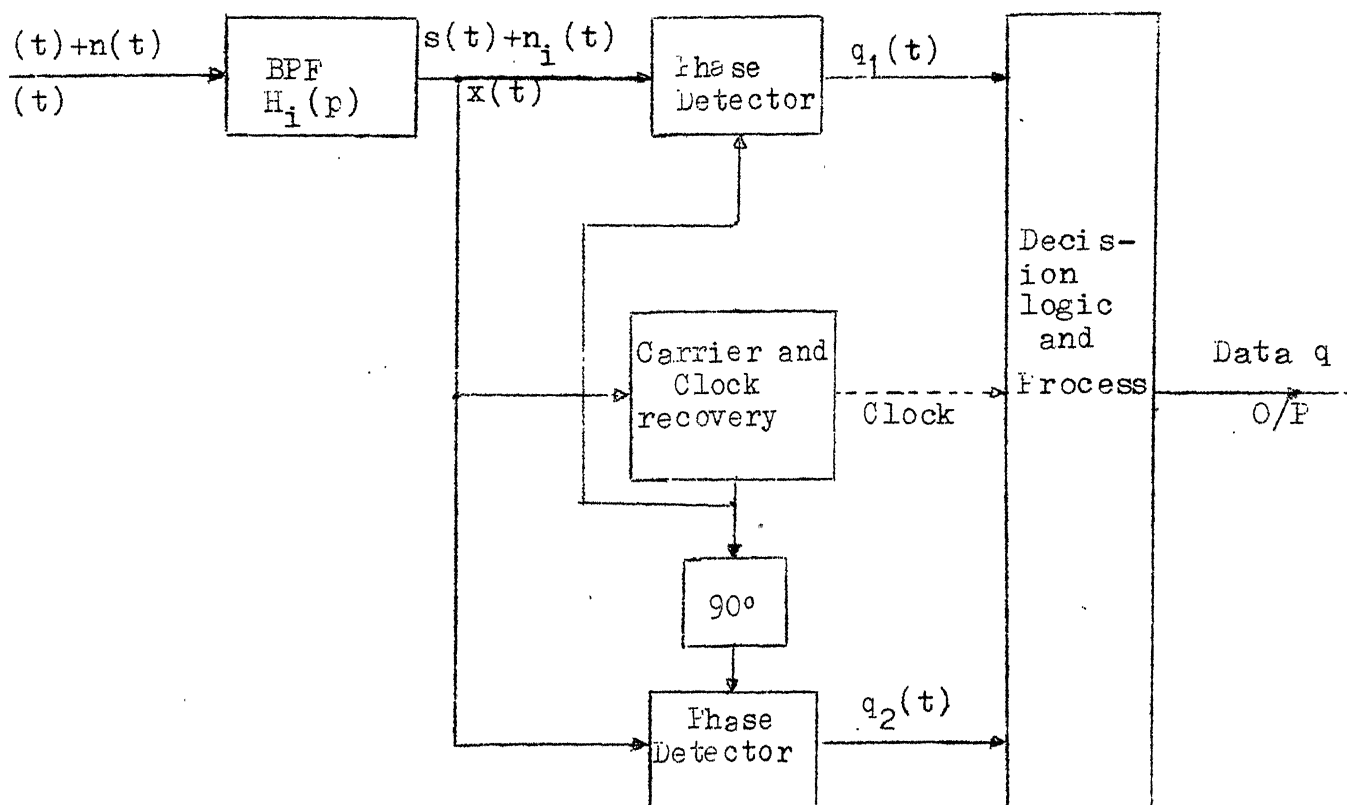 (t)+n(t)
(t)
BPF
H_i(p)
s(t)+n_i(t)
x(t)
Phase
Detector
q_1(t)
Decis-
ion
logic
and
Process
Carrier and
Clock
recovery
Clock
Data q
O/P
90°
Phase
Detector
q_2(t)